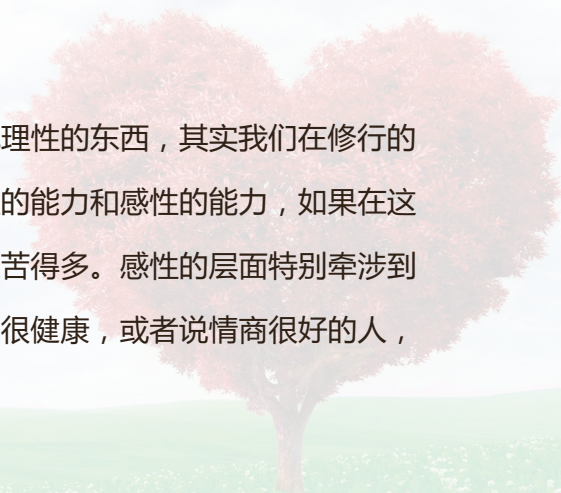 理性的东西，其实我们在修行的
的能力和感性的能力，如果在这
苦得多。感性的层面特别牵涉到
很健康，或者说情商很好的人，